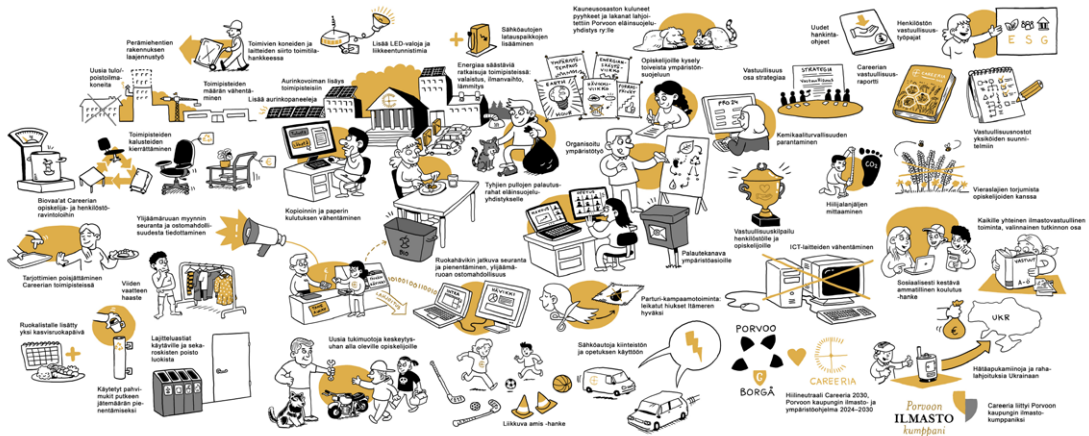 Perämiehentien
rakennuksen
laajennustyö
Toimivien koneiden ja
laitteiden siirto toimitila-
hankkeessa
Lisää LED-valoja ja
liikkeentunnistimia
Sähköautojen
latauspaikkojen
lisääminen
Kauneusosaston kuluneet
pyyhkeet ja lakanat lahjoi-
tettiin Porvoon eläinsuojelu-
yhdistys ry:lle
Uudet
hankinta-
ohjeet
Henkilöstön
vastuullisuus-
työpajat
E S G
Uusia tulo/
poistoilma-
koneita
Toimipisteiden
määrän vähentä-
minen
Aurinkovoiman lisäys
toimipisteisiin
Lisää aurinkopaneeleja
Energiaa säästäviä
ratkaisuja toimipisteissä:
valaistus, ilmanvaihto,
lämmitys
Opiskelijoille kysely
toiveista ympäristön-
suojeluun
Vastuullisuus
osa strategiaa
STRATEGIA
Careerian
vastuullisuus-
raportti
CAREERIA
Vastuullisuusnostot
yksiköiden suunni-
telmiin
Toimipisteiden
kalusteiden
kierrättäminen
Biovaa'at Careerian
opiskelija- ja henkilöstö-
ravintoloihin
Kopioinnin ja paperin
kulutuksen vähentäminen
Tyhjien pullojen palautus-
rahat eläinsuojelu-
yhdistykselle
Organisoitu
ympäristötyö
Kemikaaliturvallisuuden
parantaminen
CO2
Hiilijalanjäljen
mittaaminen
Vieraslajien torjumista
opiskelijoiden kanssa
Ylijäämäruuan myynnin
seuranta ja ostomahdolli-
suudesta tiedottaminen
Tarjottimien poisjättäminen
Careerian toimipisteissä
Viiden
vaatteen
haaste
Ruokahävikin jatkuva seuranta
ja pienentäminen, ylijäämä-
ruoan ostomahdollisuus
HÄVIKKI
Palautekanava
ympäristöasioille
Vastuullisuuskilpailu
henkilöstölle ja
opiskelijoille
ICT-laitteiden vähentäminen
Sosiaalisesti kestävä
ammatillinen koulutus
-hanke
Kaikille yhteinen ilmastovastuullinen
toiminta, valinnainen tutkinnon osa
VASTUU
A-Ö
Ruokalistalle lisätty
yksi kasvisruokapäivä
Käytetyt pahvi-
mukit putkeen
jätemäärän pie-
nentämiseksi
Lajitteluastiat
käytäville ja seka-
roskisten poisto
luokista
Uusia tukimuotoja keskeytys-
uhan alla oleville opiskelijoille
Liikkuva amis -hanke
Parturi-kampaamotoiminta:
leikatut hiukset Itämeren
hyväksi
Sähköautoja kiinteistön
ja opetuksen käyttöön
PORVOO
BORGÅ
CAREERIA
Hiilineutraali Careeria 2030,
Porvoon kaupungin ilmasto- ja
ympäristöohjelma 2024–2030
UKR
Hätäapukamiinoja ja raha-
lahjoituksia Ukrainaan
Porvoon
ILMASTO
kumppani
Careeria liittyi Porvoon
kaupungin ilmasto-
kumppaniksi